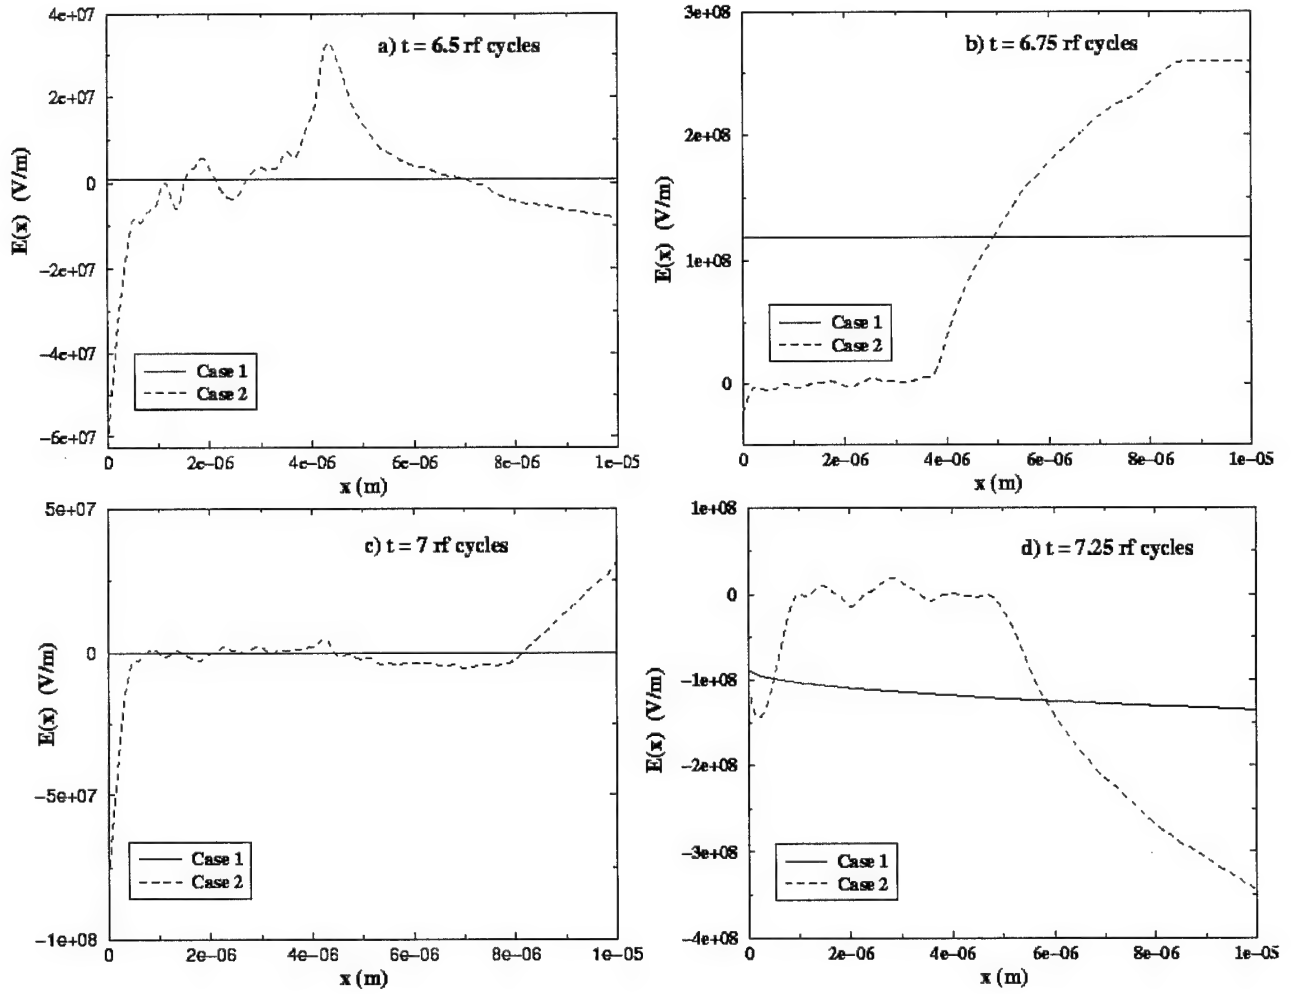 4e+07
a) t = 6.5 rf cycles
2e+07
0
−2e+07
−4e+07
−6e+07
E(x) (V/m)
Case 1
Case 2
0
2e−06
4e−06
6e−06
8e−06
1e−05
x (m)
3e+08
b) t = 6.75 rf cycles
2e+08
1e+08
0
E(x) (V/m)
Case 1
Case 2
0
2e−06
4e−06
6e−06
8e−06
1e−05
x (m)
5e+07
c) t = 7 rf cycles
0
−5e+07
−1e+08
E(x) (V/m)
Case 1
Case 2
0
2e−06
4e−06
6e−06
8e−06
1e−05
x (m)
1e+08
d) t = 7.25 rf cycles
0
−1e+08
−2e+08
−3e+08
−4e+08
E(x) (V/m)
Case 1
Case 2
0
2e−06
4e−06
6e−06
8e−06
1e−05
x (m)